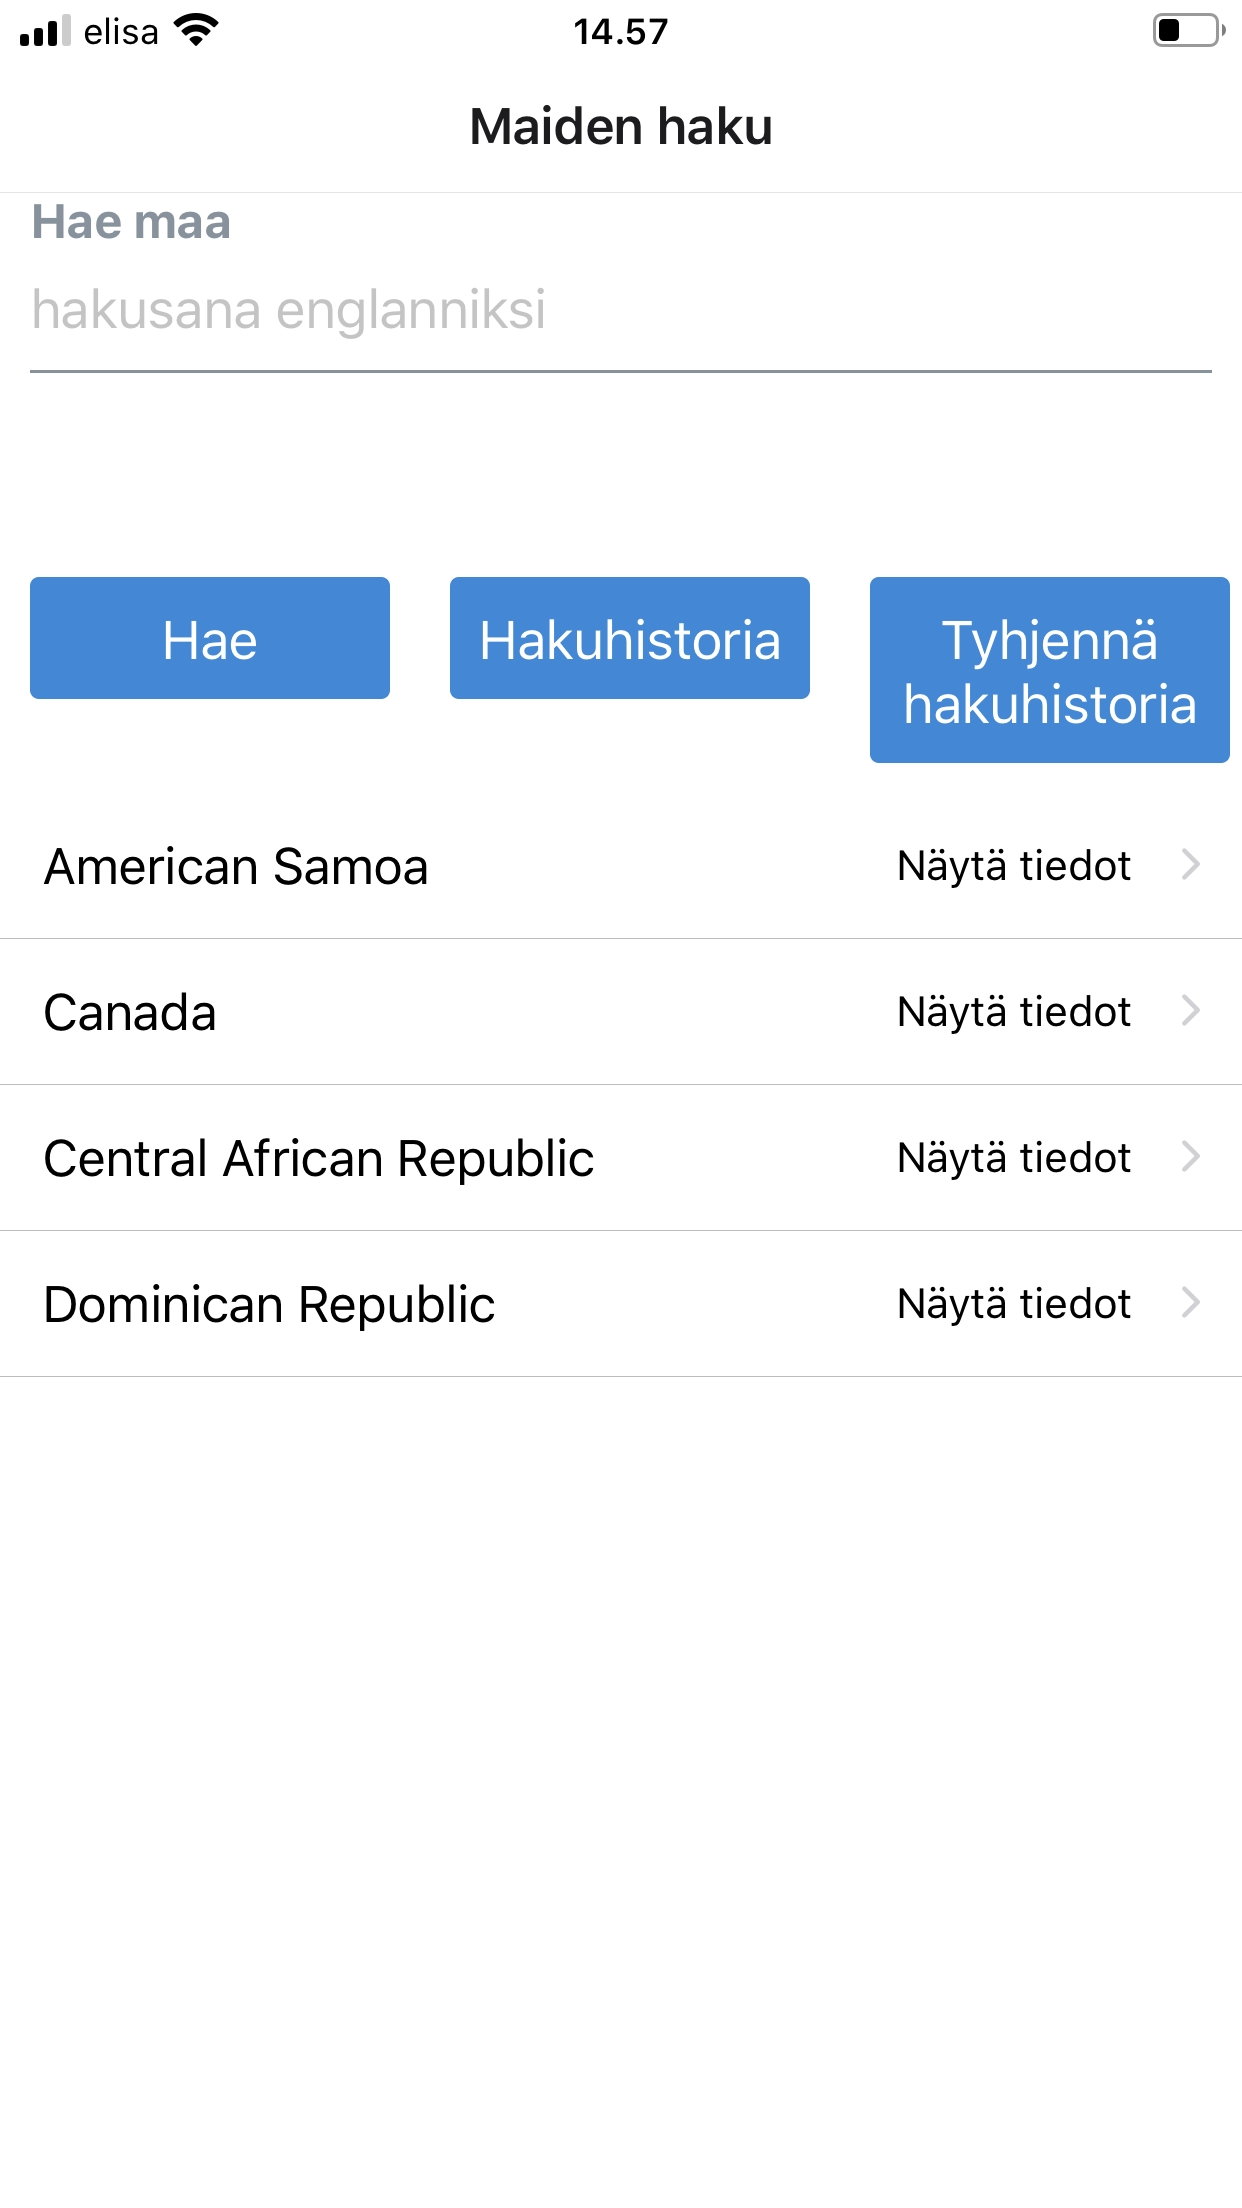 elisa 14.57
Maiden haku
Hae maa
hakusana englanniksi
Hae
Hakuhistoria
Tyhjennä
hakuhistoria
American Samoa Näytä tiedot
Canada Näytä tiedot
Central African Republic Näytä tiedot
Dominican Republic Näytä tiedot